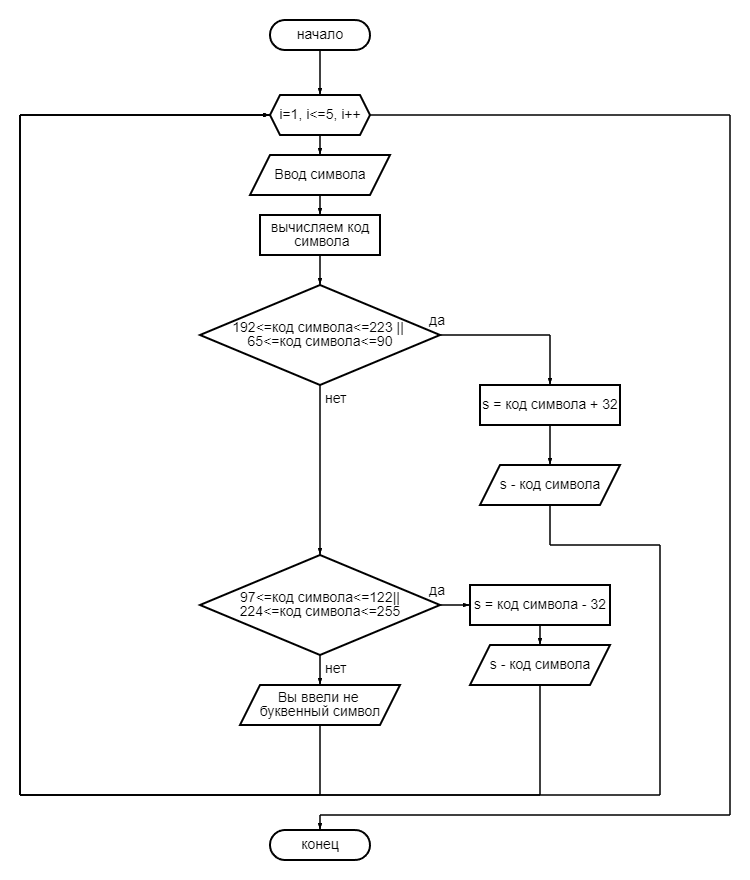 начало
i=1, i<=5, i++
Ввод символа
вычисляем код
символа
192<=код символа<=223 ||
65<=код символа<=90
да
нет
s = код символа + 32
s - код символа
97<=код символа<=122||
224<=код символа<=255
да
s = код символа - 32
s - код символа
нет
Вы ввели не
буквенный символ
конец